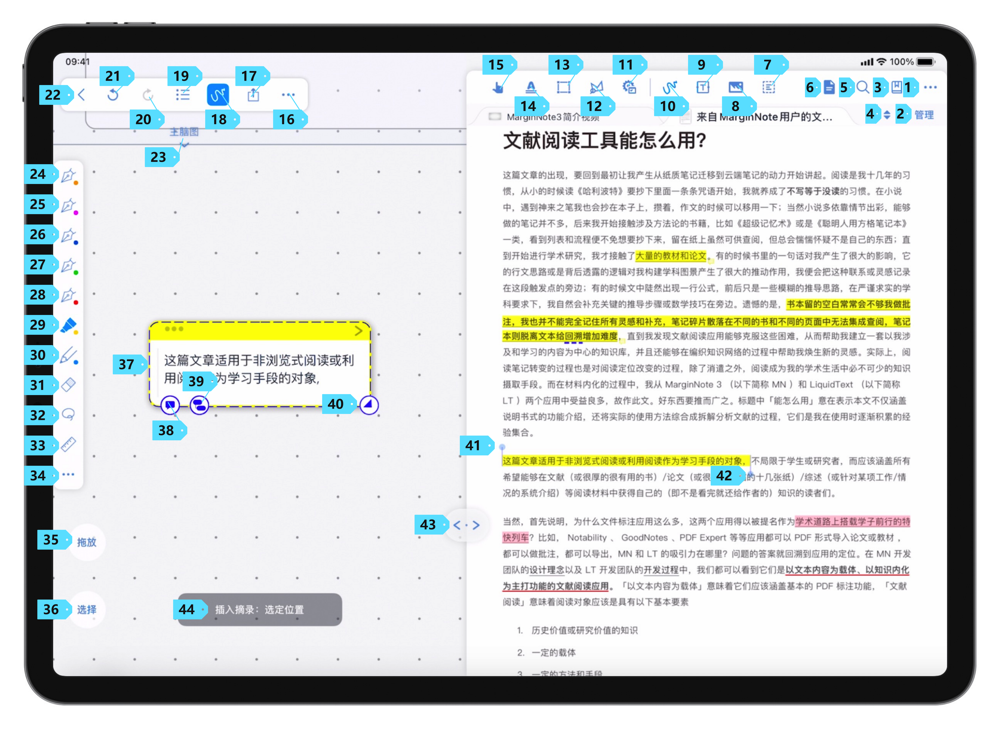 09:41
100%
21
19
17
22
20
18
16
主脑图
23
24
25
26
27
28
29
30
31
32
33
34
37
这篇文章适用于非浏览式阅读或利
用阅 为学习手段的对象,
39
38
40
35
拖放
36
选择
44
插入摘录：选定位置
43
41
42
15
13
11
9
7
6
5
3
1
14
12
10
8
4
2
管理
MarginNote3简介视频
来自 MarginNote 用户的文...
文献阅读工具能怎么用?
这篇文章的出现，要回到最初让我产生从纸质笔记迁移到云端笔记的动力开始讲起。阅读是我十几年的习
惯，从小的时候读《哈利波特》要抄下里面一条条咒语开始，我就养成了不写等于没读的习惯。在小说
中，遇到神来之笔我也会抄在本子上，攒着，作文的时候可以移用一下；当然小说多依靠情节出彩，能够
做的笔记并不多，后来我开始接触涉及方法论的书籍，比如《超级记忆术》或是《聪明人用方格笔记本》
一类，看到列表和流程便不免想要抄下来，留在纸上虽然可供查阅，但总会惴惴怀疑不是自己的东西；直
到开始进行学术研究，我才接触了大量的教材和论文。有的时候书里的一句话对我产生了很大的影响，它
的行文思路或是背后透露的逻辑对我构建学科图景产生了很大的推动作用，我便会把这种联系或灵感记录
在这段触发点的旁边；有的时候文中陡然出现一行公式，前后只是一些模糊的推导思路，在严谨求实的学
科要求下，我自然会补充关键的推导步骤或数学技巧在旁边。遗憾的是，书本留的空白常常会不够我做批
注，我也并不能完全记住所有灵感和补充，笔记碎片散落在不同的书和不同的页面中无法集成查阅，笔记
本则脱离文本给回溯增加难度，直到我发现文献阅读应用能够克服这些困难，从而帮助我建立一套以我涉
及和学习的内容为中心的知识库，并且还能够在编织知识网络的过程中帮助我焕生新的灵感。实际上，阅
读笔记转变的过程也是对阅读定位改变的过程，除了消遣之外，阅读成为我的学术生活中必不可少的知识
摄取手段。而在材料内化的过程中，我从 MarginNote 3 （以下简称 MN ）和 LiquidText （以下简称
LT ）两个应用中受益良多，故作此文。好东西要推而广之。标题中「能怎么用」意在表示本文不仅涵盖
说明书式的功能介绍，还将实际的使用方法综合成拆解分析文献的过程，它们是我在使用时逐渐积累的经
验集合。
这篇文章适用于非浏览式阅读或利用阅读作为学习手段的对象，不局限于学生或研究者，而应该涵盖所有
希望能够在文献（或很厚的很有用的书）/论文（或很 的十几张纸）/综述（或针对某项工作/情
况的系统介绍）等阅读材料中获得自己的（即不是看完就还给作者的）知识的读者们。
当然，首先说明，为什么文件标注应用这么多，这两个应用得以被提名作为学术道路上搭载学子前行的特
快列车？比如， Notability 、 GoodNotes 、PDF Expert 等等应用都可以 PDF 形式导入论文或教材 ，
都可以做批注，都可以导出，MN 和 LT 的吸引力在哪里？问题的答案就回溯到应用的定位。在 MN 开发
团队的设计理念以及 LT 开发团队的开发过程中，我们都可以看到它们是以文本内容为载体、以知识内化
为主打功能的文献阅读应用。「以文本内容为载体」意味着它们应该涵盖基本的 PDF 标注功能，「文献
阅读」意味着阅读对象应该是具有以下基本要素
1. 历史价值或研究价值的知识
2. 一定的载体
3. 一定的方法和手段